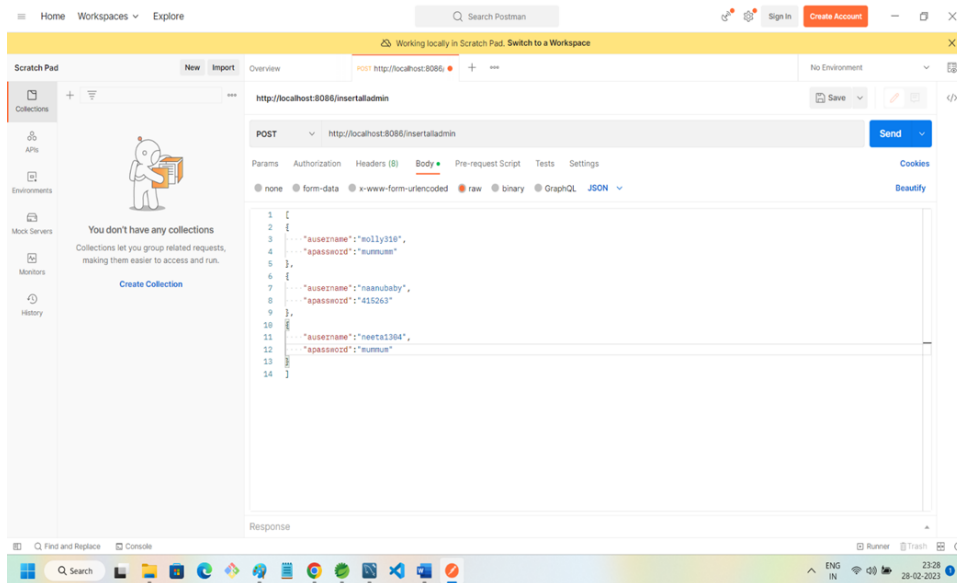 Home Workspaces Explore Search Postman Sign In Create Account
Working locally in Scratch Pad. Switch to a Workspace
Scratch Pad New Import Overview POST http://localhost:8086/ No Environment
Collections
http://localhost:8086/insertalladmin Save
APIs
POST http://localhost:8086/insertalladmin Send
Params Authorization Headers (8) Body Pre-request Script Tests Settings Cookies
Environments
none form-data x-www-form-urlencoded raw binary GraphQL JSON Beautify
Mock Servers
Monitors
History
You don't have any collections
Collections let you group related requests,
making them easier to access and run.
Create Collection
1 [
2 {
3 "ausername":"molly310",
4 "apassword":"mummumm"
5 },
6 {
7 "ausername":"naanubaby",
8 "apassword":"415263"
9 },
10 {
11 "ausername":"neeta1304",
12 "apassword":"mummum"
13 }
14 ]
Response
Find and Replace Console Runner Trash
Search ENG IN 23:28 28-02-2023